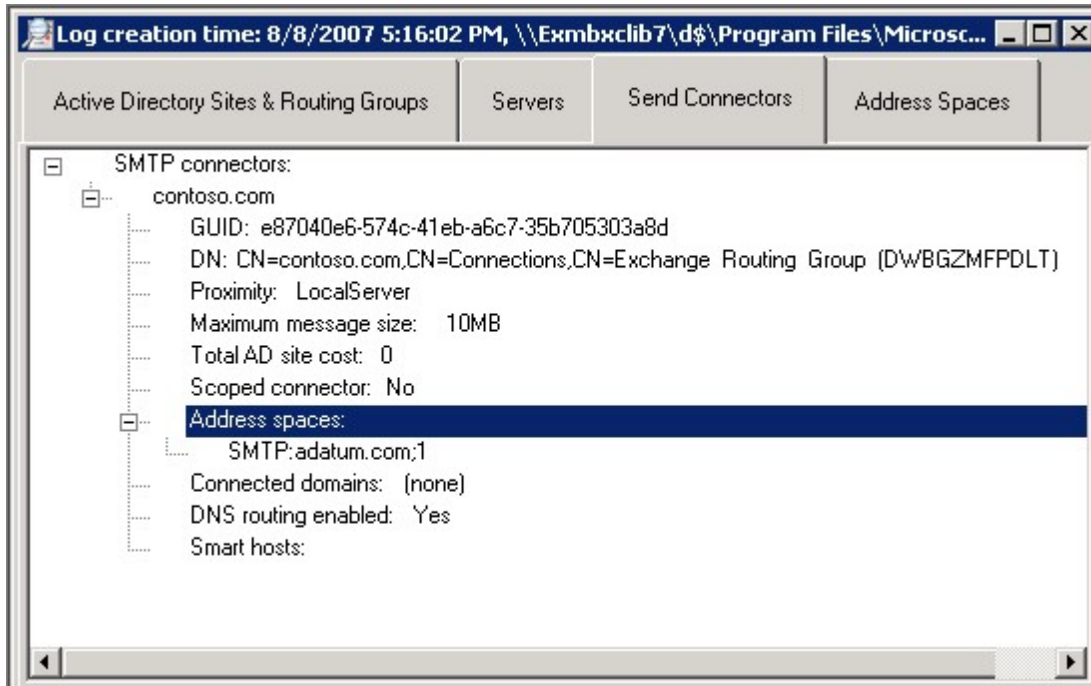 Log creation time: 8/8/2007 5:16:02 PM, \\Exmbxclib7\d$\Program Files\Microsc...
Active Directory Sites & Routing Groups Servers Send Connectors Address Spaces
SMTP connectors:
contoso.com
GUID: e87040e6-574c-41eb-a6c7-35b705303a8d
DN: CN=contoso.com,CN=Connections,CN=Exchange Routing Group (DWBGZMFPDLT)
Proximity: LocalServer
Maximum message size: 10MB
Total AD site cost: 0
Scoped connector: No
Address spaces:
SMTP:adatum.com;1
Connected domains: (none)
DNS routing enabled: Yes
Smart hosts: